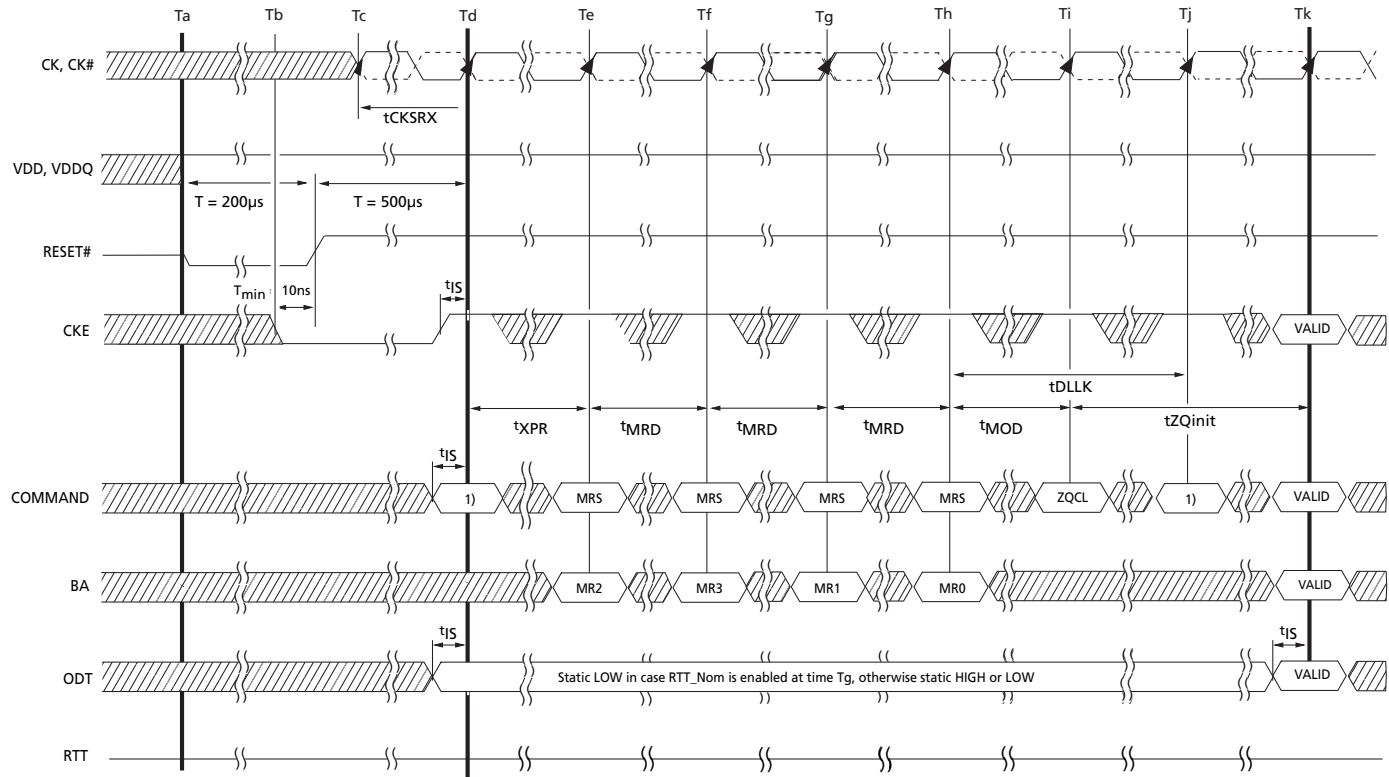 Ta Tb Tc Td Te Tf Tg Th Ti Tj Tk
CK, CK#
tCKSRX
VDD, VDDQ
T = 200µs T = 500µs
RESET#
Tmin 10ns tIS
CKE VALID
tDLLK
tXPR tMRD tMRD tMRD tMOD tZQinit
tIS
COMMAND 1) MRS MRS MRS MRS ZQCL 1) VALID
BA MR2 MR3 MR1 MR0 VALID
tIS tIS
ODT Static LOW in case RTT_Nom is enabled at time Tg, otherwise static HIGH or LOW VALID
RTT